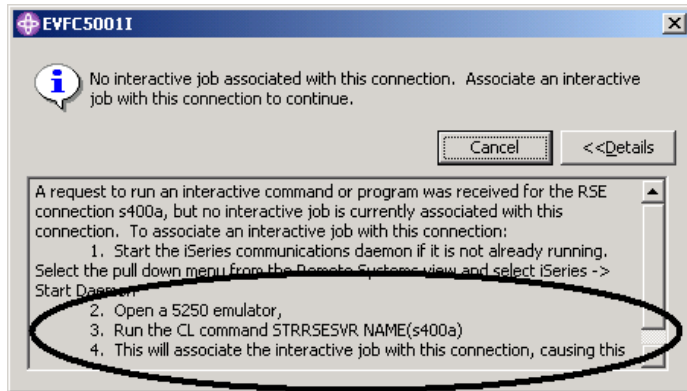 EVFC5001I
No interactive job associated with this connection. Associate an interactive
job with this connection to continue.
Cancel
<<Details
A request to run an interactive command or program was received for the RSE
connection s400a, but no interactive job is currently associated with this
connection. To associate an interactive job with this connection:
1. Start the iSeries communications daemon if it is not already running.
Select the pull down menu from the Remote Systems view and select iSeries ->
Start Daemon
2. Open a 5250 emulator,
3. Run the CL command STRRSESVR NAME(s400a)
4. This will associate the interactive job with this connection, causing this